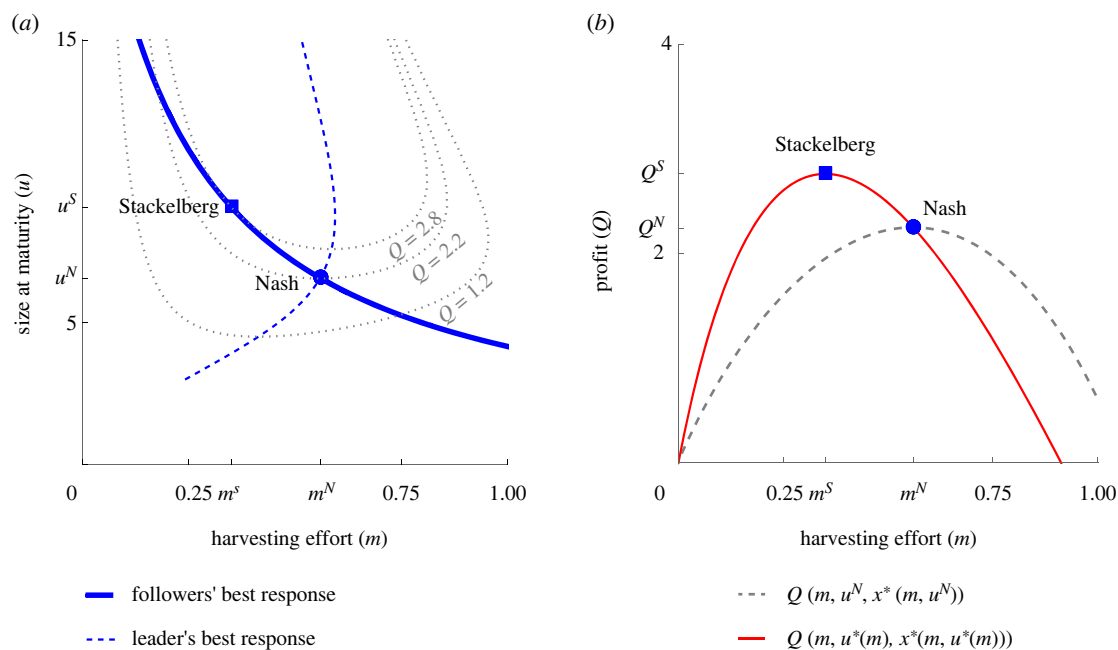 (a)
15
size at maturity (u)
u^S
u^N
5
Stackelberg
Nash
Q = 2.8
Q = 2.2
Q = 1.2
0
0.25
m^s
m^N
0.75
1.00
harvesting effort (m)
followers' best response
leader's best response
(b)
4
profit (Q)
Q^S
Q^N
2
Stackelberg
Nash
0
0.25
m^S
m^N
0.75
1.00
harvesting effort (m)
Q (m, u^N, x* (m, u^N))
Q (m, u*(m), x*(m, u*(m)))